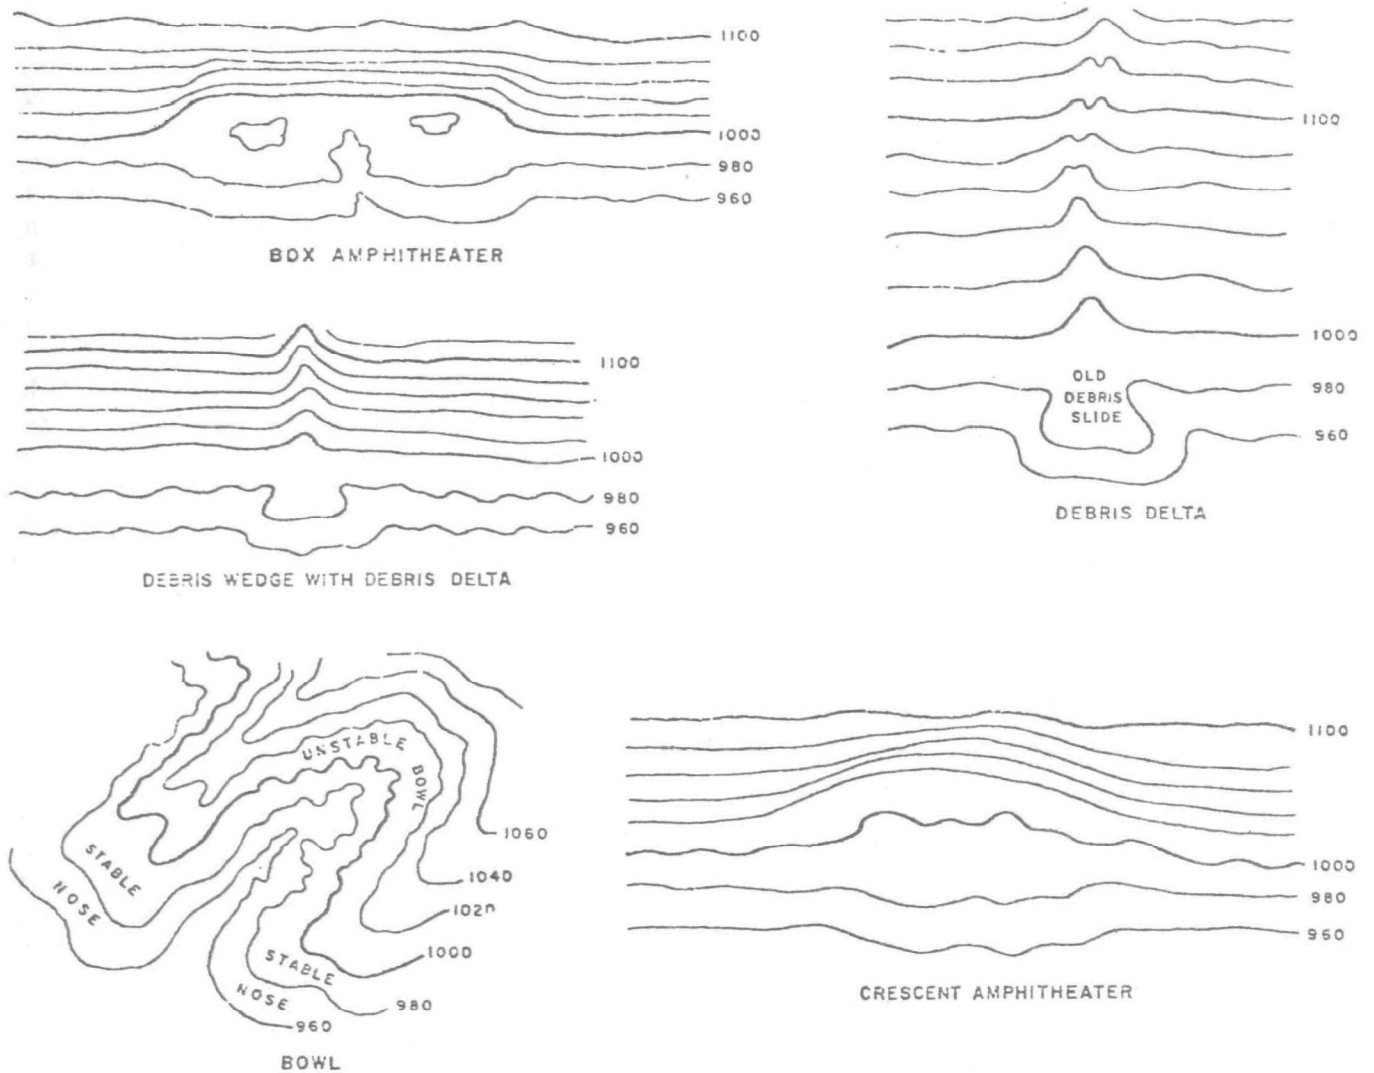 1100
1000
980
960
BOX AMPHITHEATER
1100
1000
OLD
DEBRIS
SLIDE
980
960
DEBRIS DELTA
1100
1000
980
960
DEBRIS WEDGE WITH DEBRIS DELTA
UNSTABLE BOWL
STABLE
NOSE
STABLE
NOSE
1060
1040
1020
1000
980
960
BOWL
1100
1000
980
960
CRESCENT AMPHITHEATER